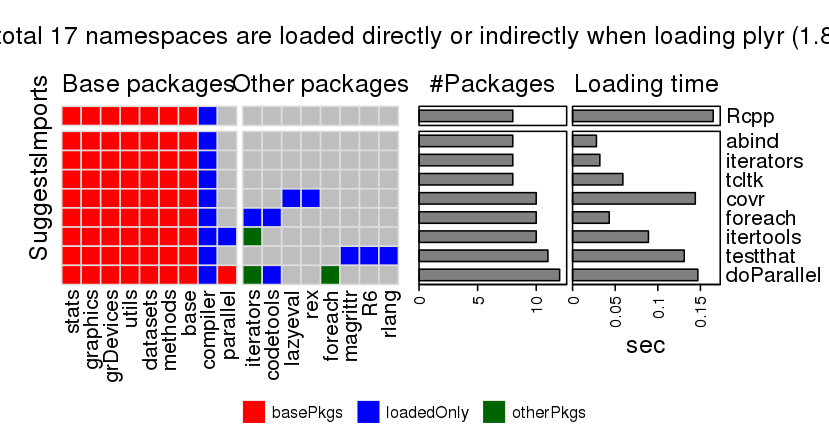 total 17 namespaces are loaded directly or indirectly when loading plyr (1.8
Base packages Other packages #Packages Loading time
Imports
Suggests
Rcpp
abind
iterators
tcltk
covr
foreach
itertools
testthat
doParallel
stats
graphics
grDevices
utils
datasets
methods
base
compiler
parallel
iterators
codetools
lazyeval
rex
foreach
magrittr
R6
rlang
0 5 10
0 0.05 0.1 0.15
sec
basePkgs loadedOnly otherPkgs